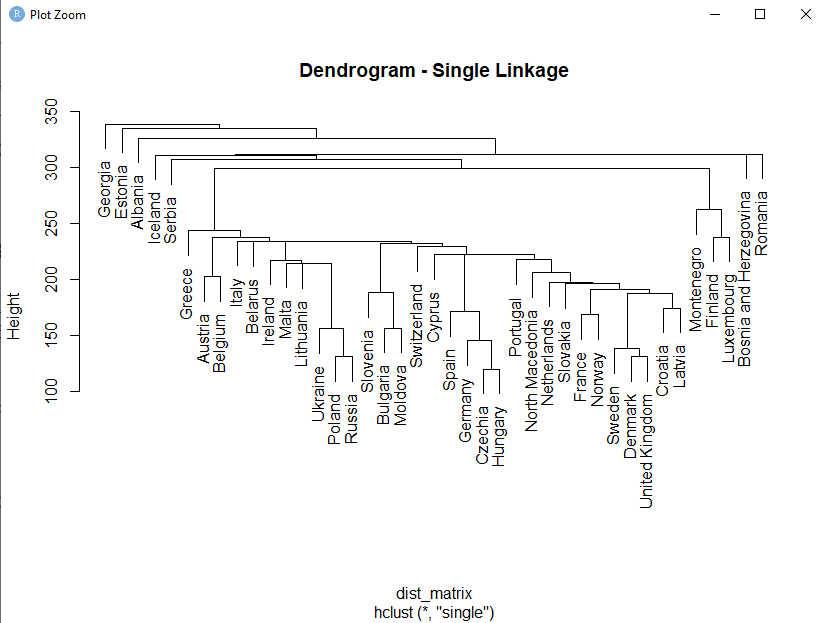 R Plot Zoom
Dendrogram - Single Linkage
Height
350
300
250
200
150
100
Georgia
Estonia
Albania
Iceland
Serbia
Greece
Austria
Belgium
Italy
Belarus
Ireland
Malta
Lithuania
Ukraine
Poland
Russia
Slovenia
Bulgaria
Moldova
Switzerland
Cyprus
Spain
Germany
Czechia
Hungary
Portugal
North Macedonia
Netherlands
Slovakia
France
Norway
Sweden
Denmark
United Kingdom
Croatia
Latvia
Montenegro
Finland
Luxembourg
Bosnia and Herzegovina
Romania
dist_matrix
hclust (*, "single")